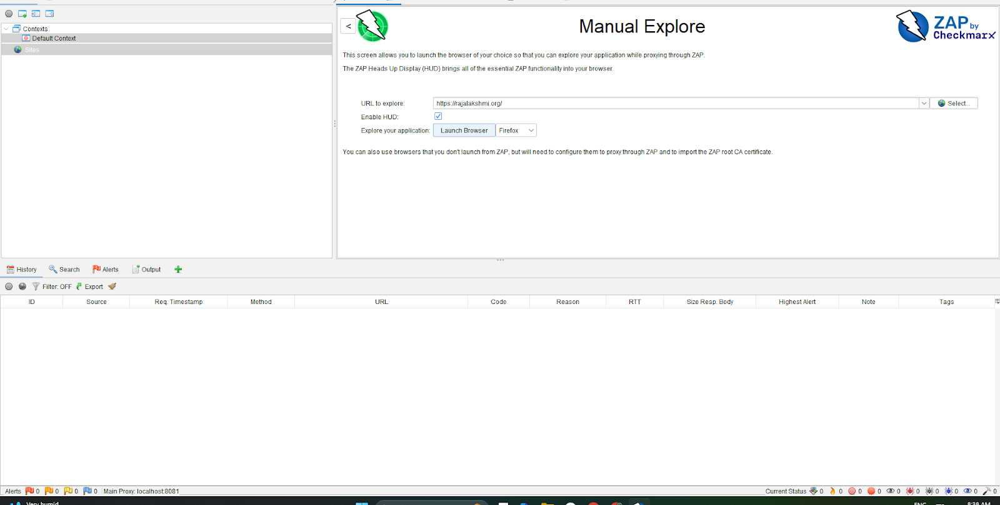 Contexts
Default Context
Sites
<
Manual Explore
ZAP by
Checkmarx
This screen allows you to launch the browser of your choice so that you can explore your application while proxying through ZAP.
The ZAP Heads Up Display (HUD) brings all of the essential ZAP functionality into your browser.
URL to explore: https://rajalakshmi.org/ Select...
Enable HUD:
Explore your application: Launch Browser Firefox
You can also use browsers that you don't launch from ZAP, but will need to configure them to proxy through ZAP and to import the ZAP root CA certificate.
History Search Alerts Output
Filter: OFF Export
ID Source Req. Timestamp Method URL Code Reason RTT Size Resp. Body Highest Alert Note Tags
Alerts 0 0 0 0 Main Proxy: localhost:8081 Current Status 0 0 0 0 0 0 0 0 0 0
Very humid ENG 8:38 AM